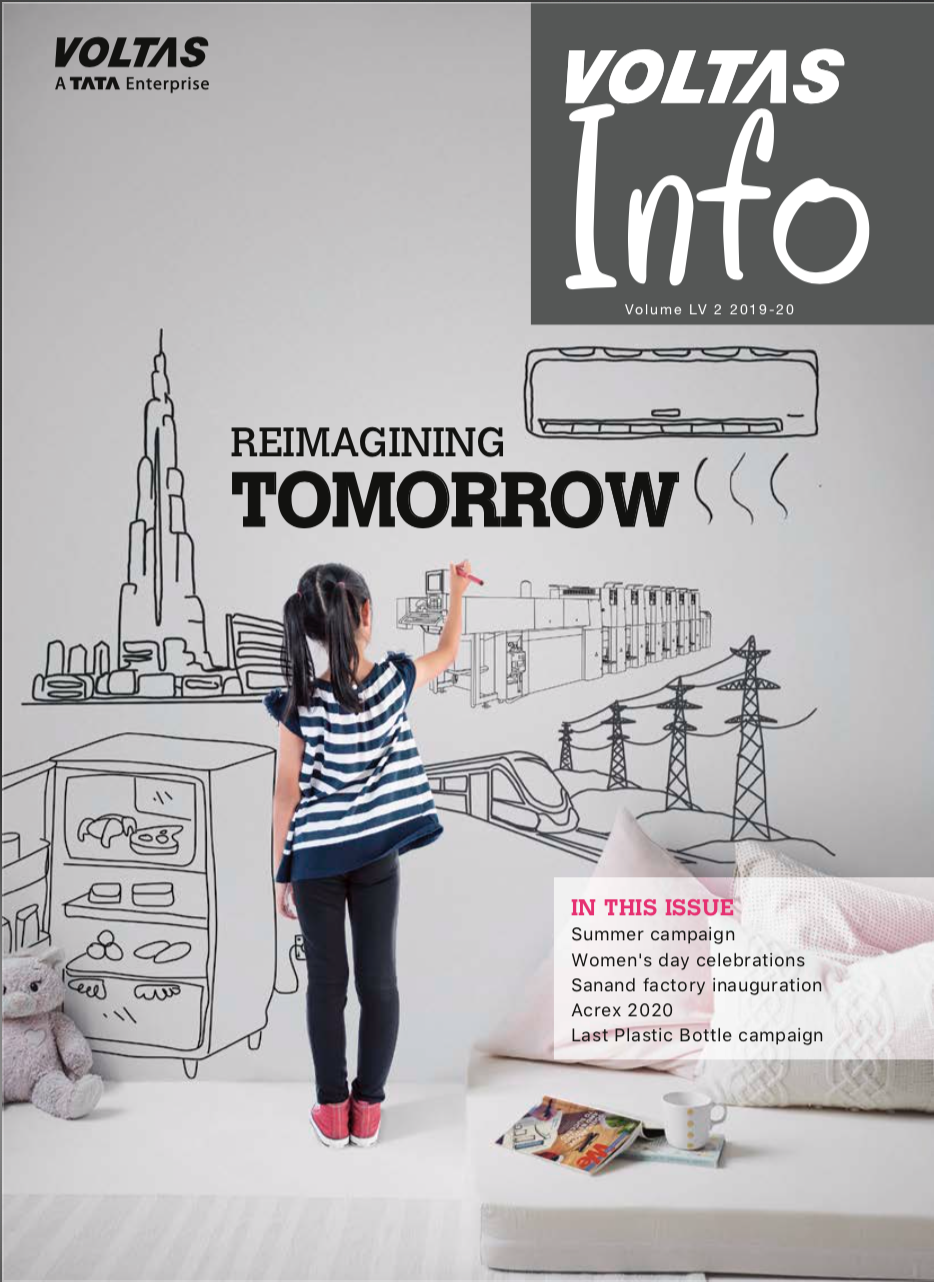 VOLTAS
A TATA Enterprise
VOLTAS
Info
Volume LV 2 2019-20
REIMAGINING
TOMORROW
IN THIS ISSUE
Summer campaign
Women's day celebrations
Sanand factory inauguration
Acrex 2020
Last Plastic Bottle campaign